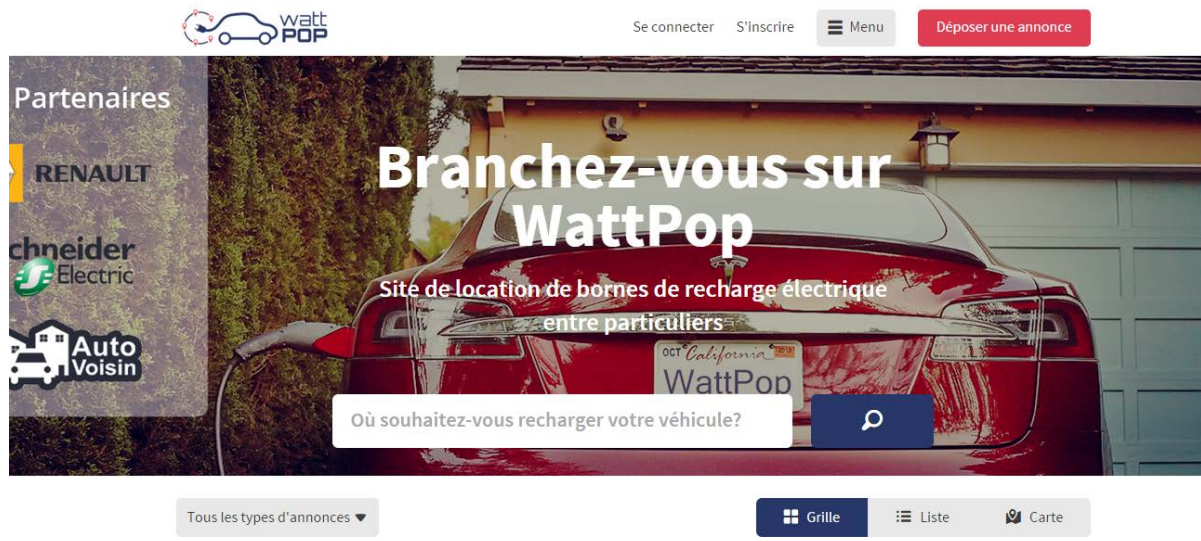 watt
POP
Se connecter
S'inscrire
Menu
Déposer une annonce
Partenaires
RENAULT
chneider
Electric
Auto
Voisin
Branchez-vous sur
WattPop
Site de location de bornes de recharge électrique
entre particuliers
OCT California 2013
WattPop
Où souhaitez-vous recharger votre véhicule?
Tous les types d'annonces
Grille
Liste
Carte